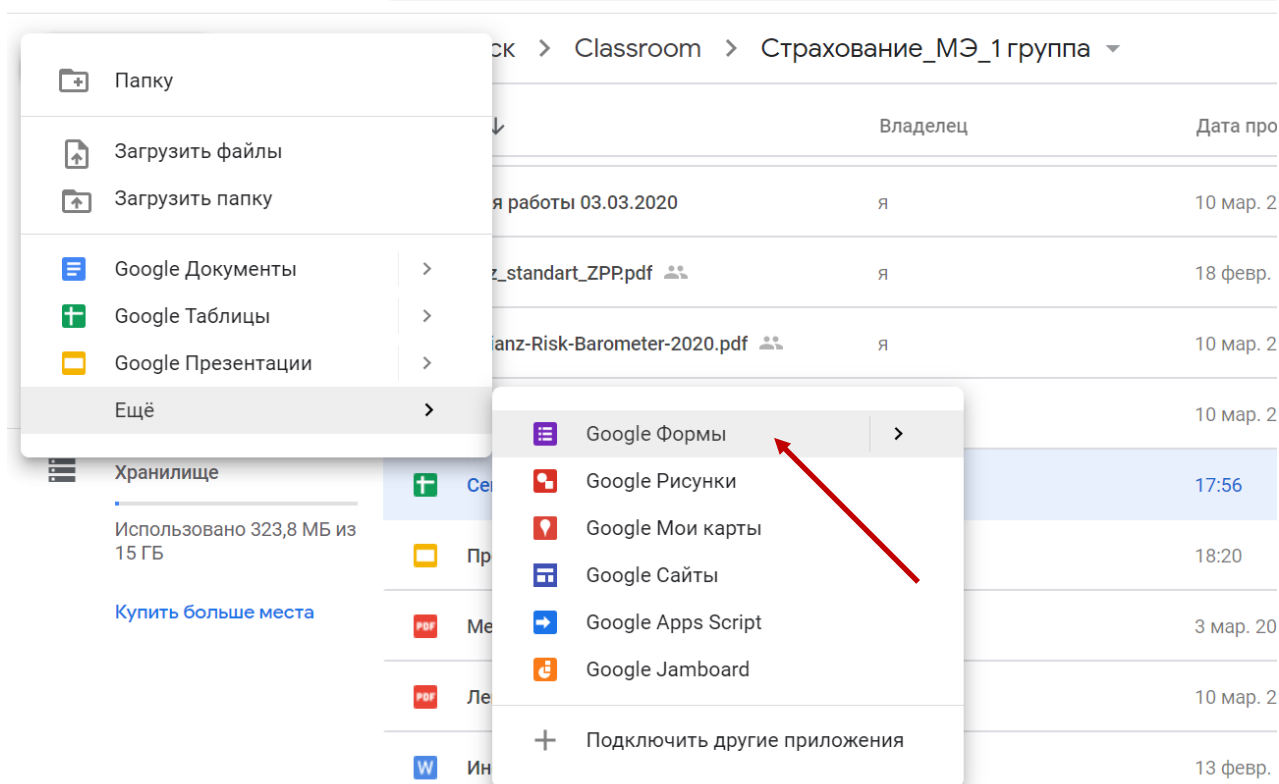 ск > Classroom > Страхование_МЭ_1 группа
Папку
Загрузить файлы
Загрузить папку
Google Документы
Google Таблицы
Google Презентации
Ещё
Владелец
Дата про
я работы 03.03.2020
я
10 мар. 2
z_standart_ZPP.pdf
я
18 февр.
ianz-Risk-Barometer-2020.pdf
я
10 мар. 2
10 мар. 2
Google Формы
Google Рисунки
Google Мои карты
Google Сайты
Google Apps Script
Google Jamboard
Подключить другие приложения
Хранилище
Использовано 323,8 МБ из
15 ГБ
Купить больше места
Се
17:56
Пр
18:20
PDF
Ме
3 мар. 20
PDF
Ле
10 мар. 2
W
Ин
13 февр.